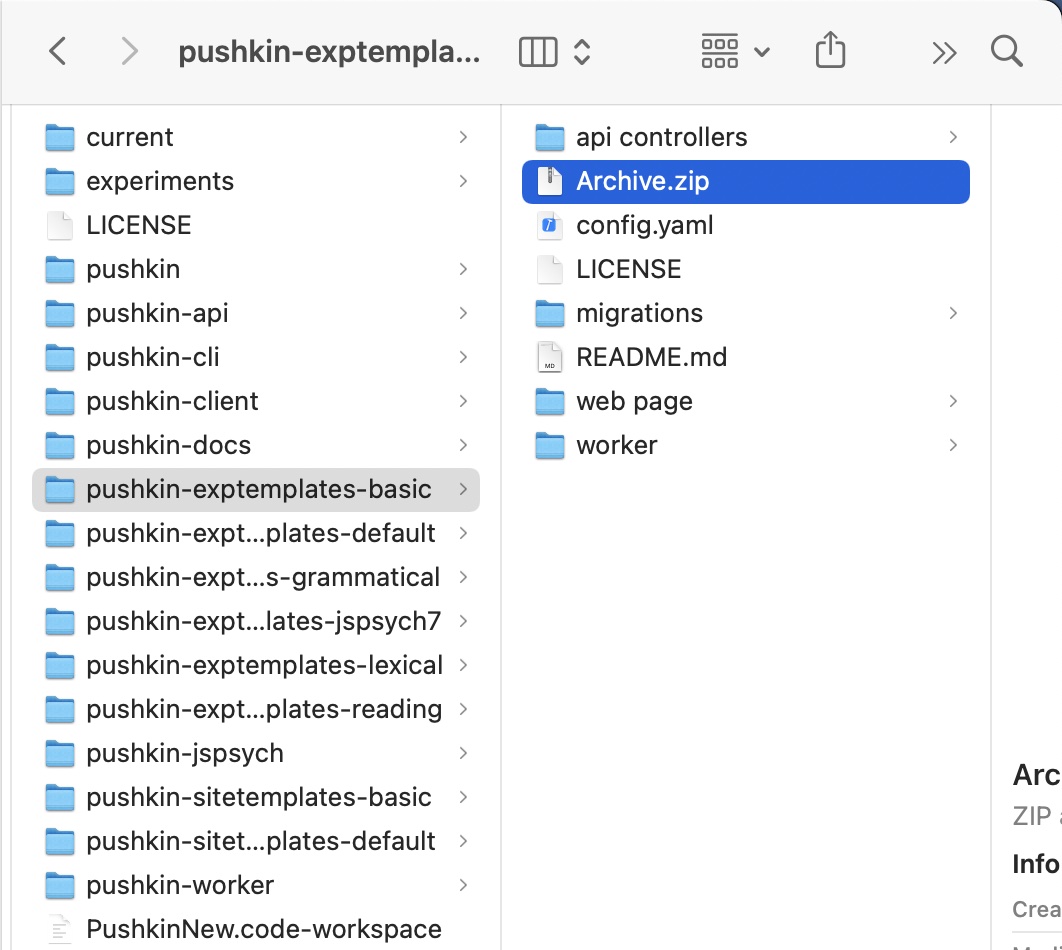 pushkin-exptempla...
current
experiments
LICENSE
pushkin
pushkin-api
pushkin-cli
pushkin-client
pushkin-docs
pushkin-exptemplates-basic
pushkin-expt...plates-default
pushkin-expt...s-grammatical
pushkin-expt...lates-jspsych7
pushkin-exptemplates-lexical
pushkin-expt...plates-reading
pushkin-jspsych
pushkin-sitetemplates-basic
pushkin-sitet...plates-default
pushkin-worker
PushkinNew.code-workspace
api controllers
Archive.zip
config.yaml
LICENSE
migrations
MD
README.md
web page
worker
Arc
ZIP
Info
Crea